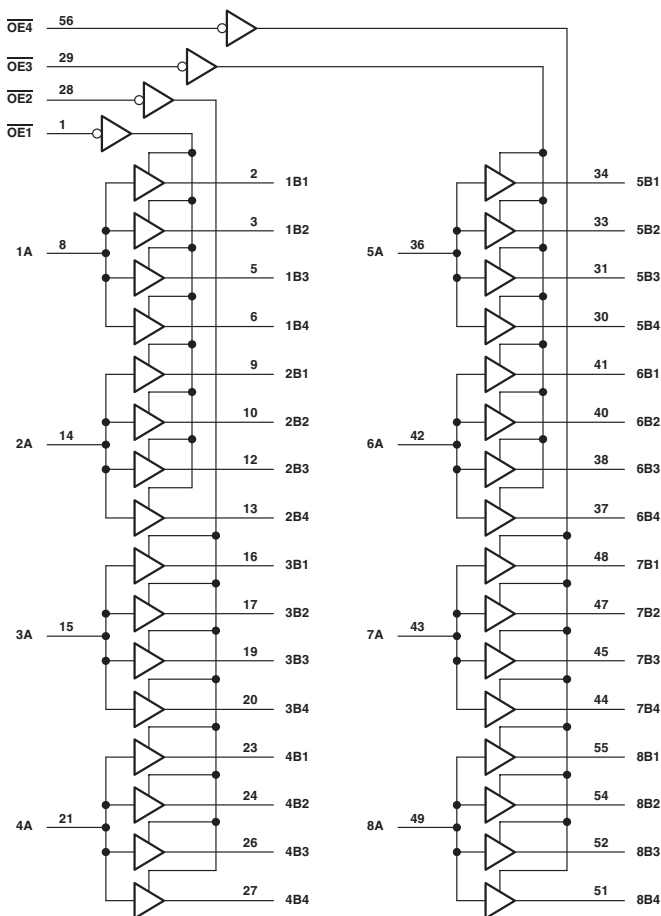 OE4 56
OE3 29
OE2 28
OE1 1
2 1B1
3 1B2
1A 8
5 1B3
6 1B4
9 2B1
10 2B2
2A 14
12 2B3
13 2B4
16 3B1
17 3B2
3A 15
19 3B3
20 3B4
23 4B1
24 4B2
4A 21
26 4B3
27 4B4
34 5B1
33 5B2
5A 36
31 5B3
30 5B4
41 6B1
40 6B2
6A 42
38 6B3
37 6B4
48 7B1
47 7B2
7A 43
45 7B3
44 7B4
55 8B1
54 8B2
8A 49
52 8B3
51 8B4